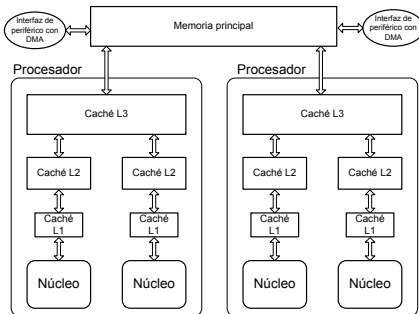 Interfaz de
periférico con
DMA
Memoria principal
Interfaz de
periférico con
DMA
Procesador
Procesador
Caché L3
Caché L3
Caché L2
Caché L2
Caché L2
Caché L2
Caché
L1
Caché
L1
Caché
L1
Caché
L1
Núcleo
Núcleo
Núcleo
Núcleo